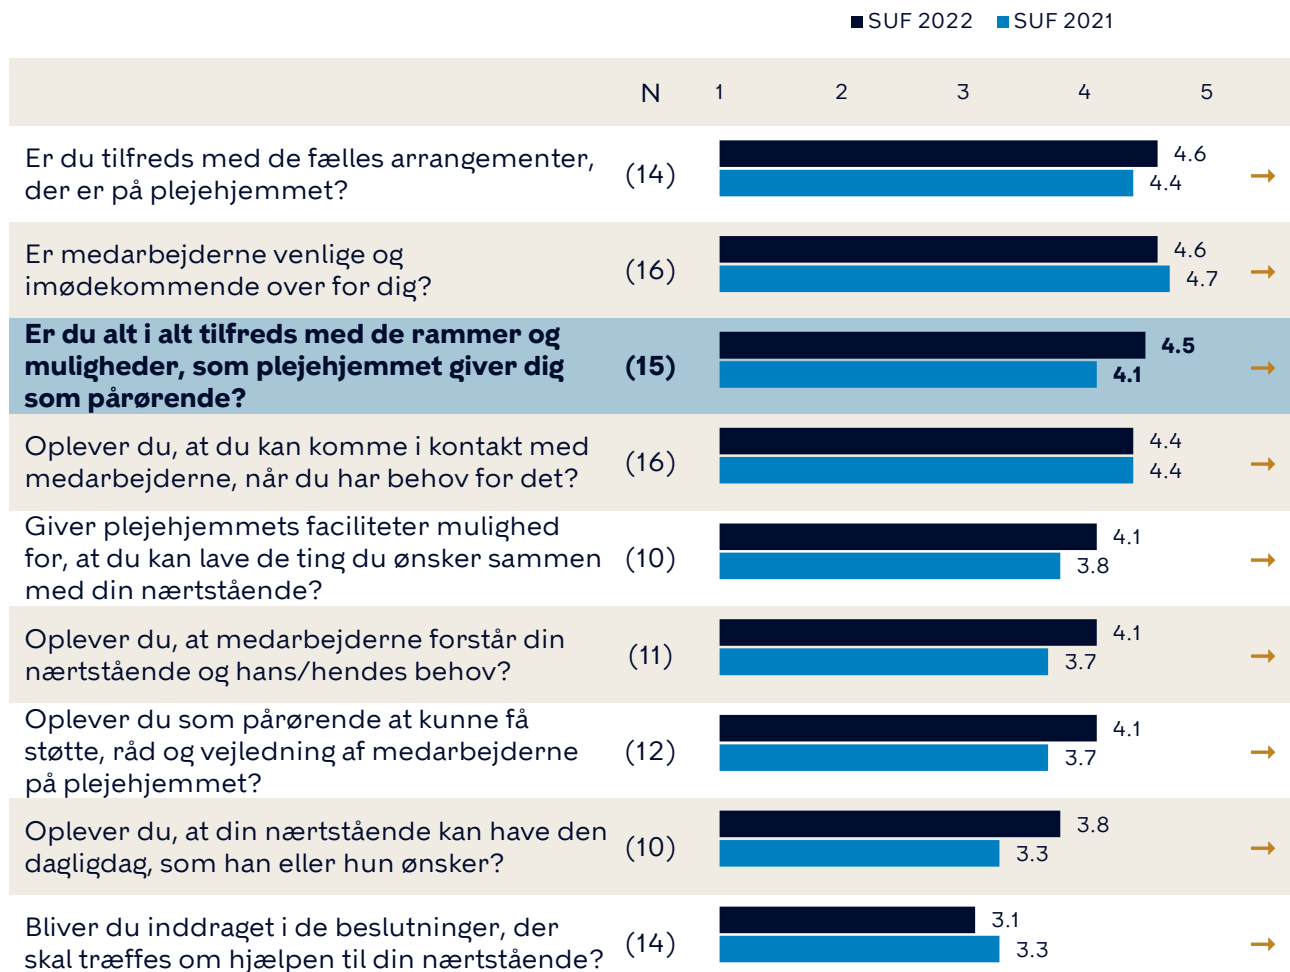 SUF 2022 SUF 2021
N 1 2 3 4 5
Er du tilfreds med de fælles arrangementer,
der er på plejehjemmet?
(14)
4.6
4.4
→
Er medarbejderne venlige og
imødekommende over for dig?
(16)
4.6
4.7
→
Er du alt i alt tilfreds med de rammer og
muligheder, som plejehjemmet giver dig
som pårørende?
(15)
4.5
4.1
→
Oplever du, at du kan komme i kontakt med
medarbejderne, når du har behov for det?
(16)
4.4
4.4
→
Giver plejehjemmets faciliteter mulighed
for, at du kan lave de ting du ønsker sammen
med din nærtstående?
(10)
4.1
3.8
→
Oplever du, at medarbejderne forstår din
nærtstående og hans/hendes behov?
(11)
4.1
3.7
→
Oplever du som pårørende at kunne få
støtte, råd og vejledning af medarbejderne
på plejehjemmet?
(12)
4.1
3.7
→
Oplever du, at din nærtstående kan have den
dagligdag, som han eller hun ønsker?
(10)
3.8
3.3
→
Bliver du inddraget i de beslutninger, der
skal træffes om hjælpen til din nærtstående?
(14)
3.1
3.3
→